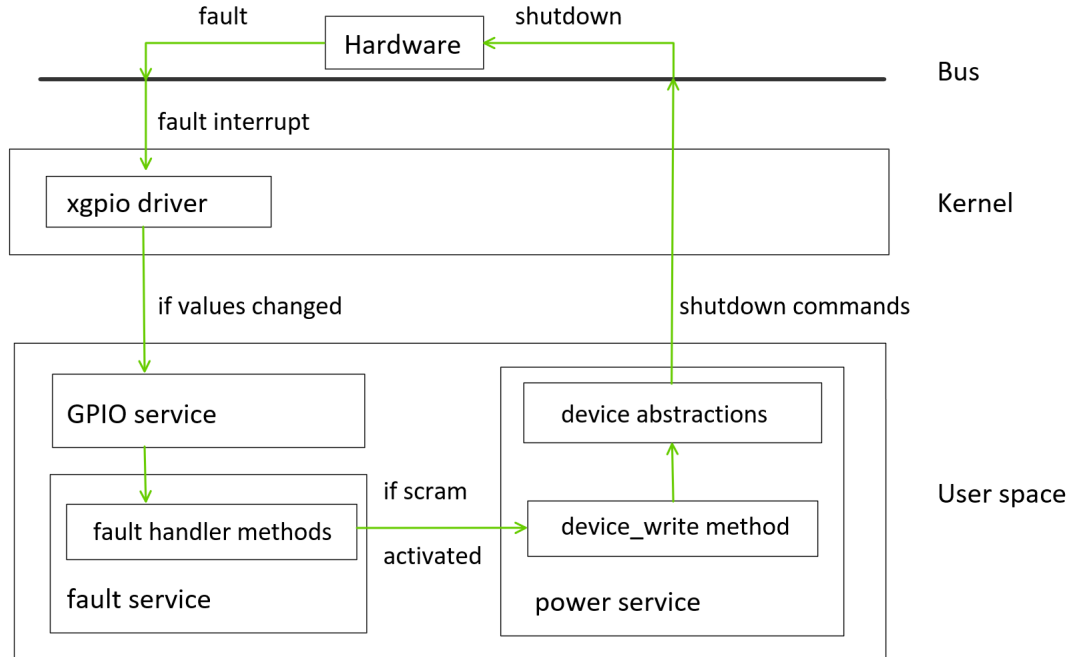 fault
shutdown
Hardware
Bus
fault interrupt
xgpio driver
Kernel
if values changed
shutdown commands
GPIO service
device abstractions
if scram
User space
fault handler methods
device_write method
activated
fault service
power service